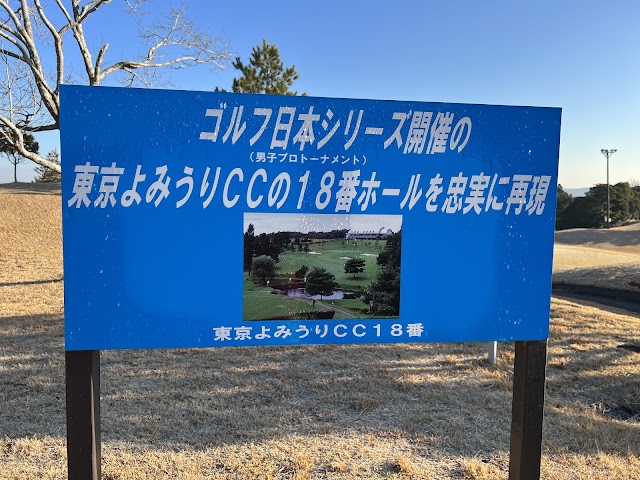 ゴルフ日本シリーズ開催の
（男子プロトーナメント）
東京よみうりＣＣの１８番ホールを忠実に再現
東京よみうりＣＣ１８番